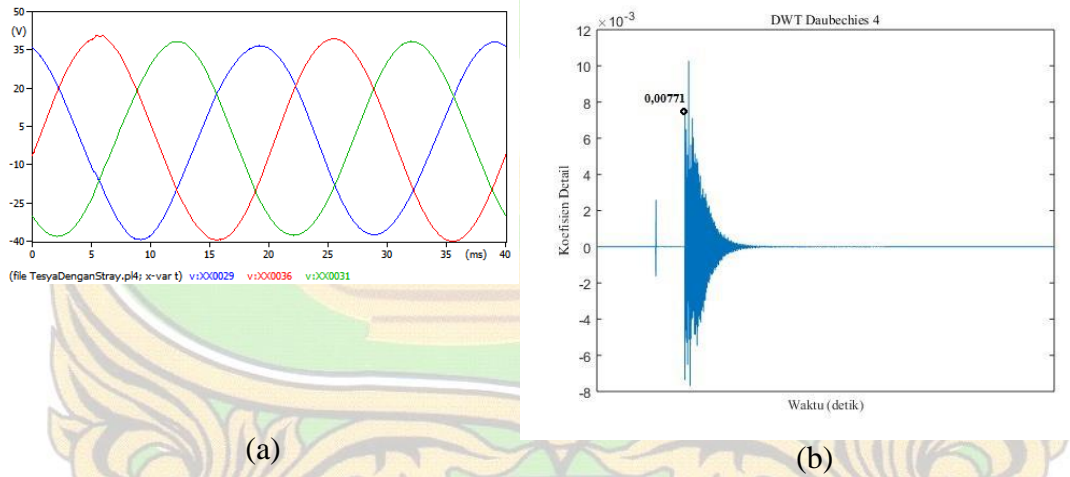 50
(V)
35
20
5
-10
-25
-40
0 5 10 15 20 25 30 35 (ms) 40
(file TesyaDenganStray.pl4; x-var t) v:XX0029 v:XX0036 v:XX0031
(a)
DWT Daubechies 4
×10⁻³
12
10
8
6
4
2
0
-2
-4
-6
-8
0,00771
Koefisien Detail
Waktu (detik)
(b)